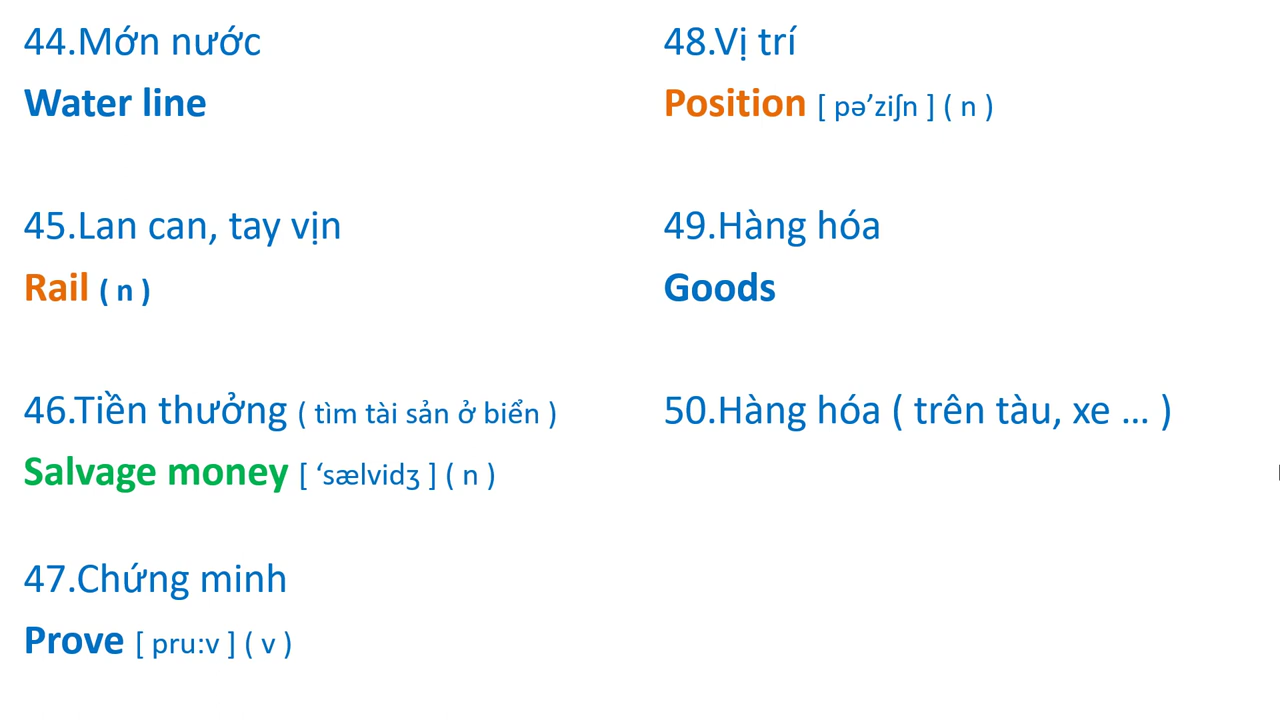 44.Mớn nước
Water line
45.Lan can, tay vịn
Rail ( n )
46.Tiền thưởng ( tìm tài sản ở biển )
Salvage money [ ‘sælvidʒ ] ( n )
47.Chứng minh
Prove [ pru:v ] ( v )
48.Vị trí
Position [ pə’ziʃn ] ( n )
49.Hàng hóa
Goods
50.Hàng hóa ( trên tàu, xe … )